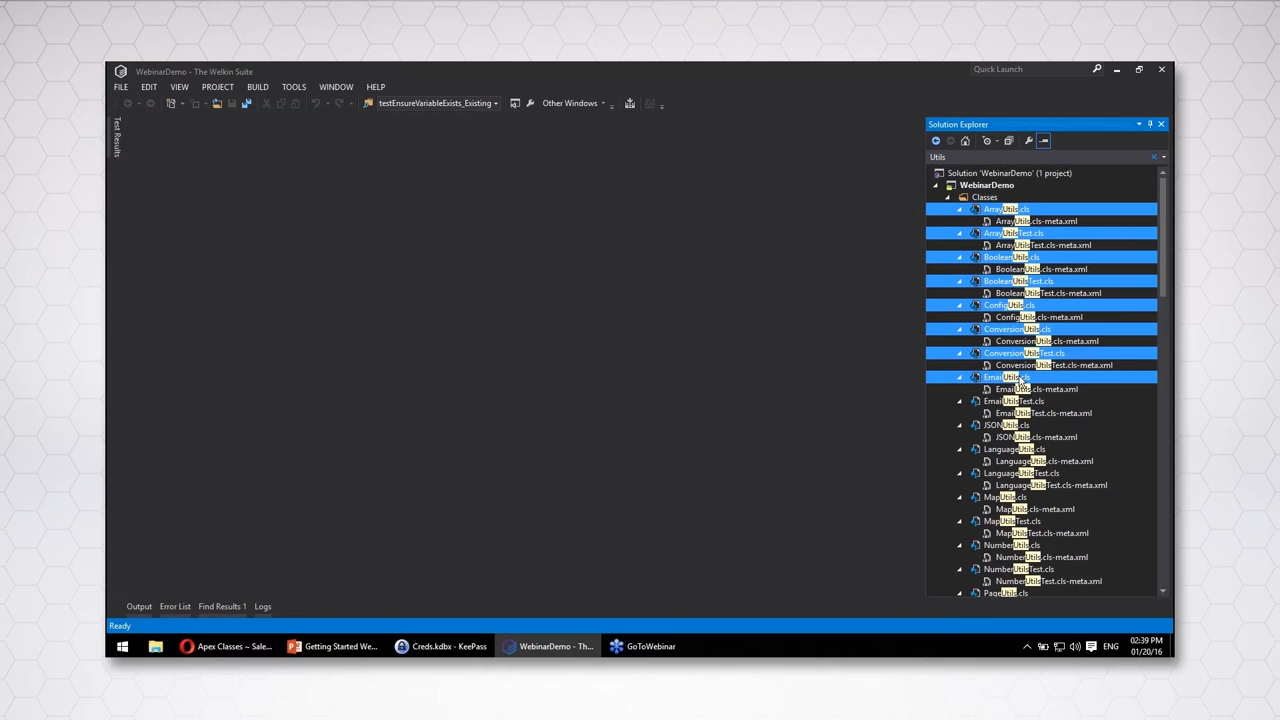 WebinarDemo - The Welkin Suite
Quick Launch
FILE EDIT VIEW PROJECT BUILD TOOLS WINDOW HELP
testEnsureVariableExists_Existing
Other Windows
Test Results
Solution Explorer
Utils
Solution 'WebinarDemo' (1 project)
WebinarDemo
Classes
ArrayUtils.cls
ArrayUtils.cls-meta.xml
ArrayUtilsTest.cls
ArrayUtilsTest.cls-meta.xml
BooleanUtils.cls
BooleanUtils.cls-meta.xml
BooleanUtilsTest.cls
BooleanUtilsTest.cls-meta.xml
ConfigUtils.cls
ConfigUtils.cls-meta.xml
ConversionUtils.cls
ConversionUtils.cls-meta.xml
ConversionUtilsTest.cls
ConversionUtilsTest.cls-meta.xml
EmailUtils.cls
EmailUtils.cls-meta.xml
EmailUtilsTest.cls
EmailUtilsTest.cls-meta.xml
JSONUtils.cls
JSONUtils.cls-meta.xml
LanguageUtils.cls
LanguageUtils.cls-meta.xml
LanguageUtilsTest.cls
LanguageUtilsTest.cls-meta.xml
MapUtils.cls
MapUtils.cls-meta.xml
MapUtilsTest.cls
MapUtilsTest.cls-meta.xml
NumberUtils.cls
NumberUtils.cls-meta.xml
NumberUtilsTest.cls
NumberUtilsTest.cls-meta.xml
PageUtils.cls
Output Error List Find Results 1 Logs
Ready
Apex Classes ~ Sale... Getting Started We... Creds.kdbx - KeePass WebinarDemo - Th... GoToWebinar
ENG
02:39 PM
01/20/16